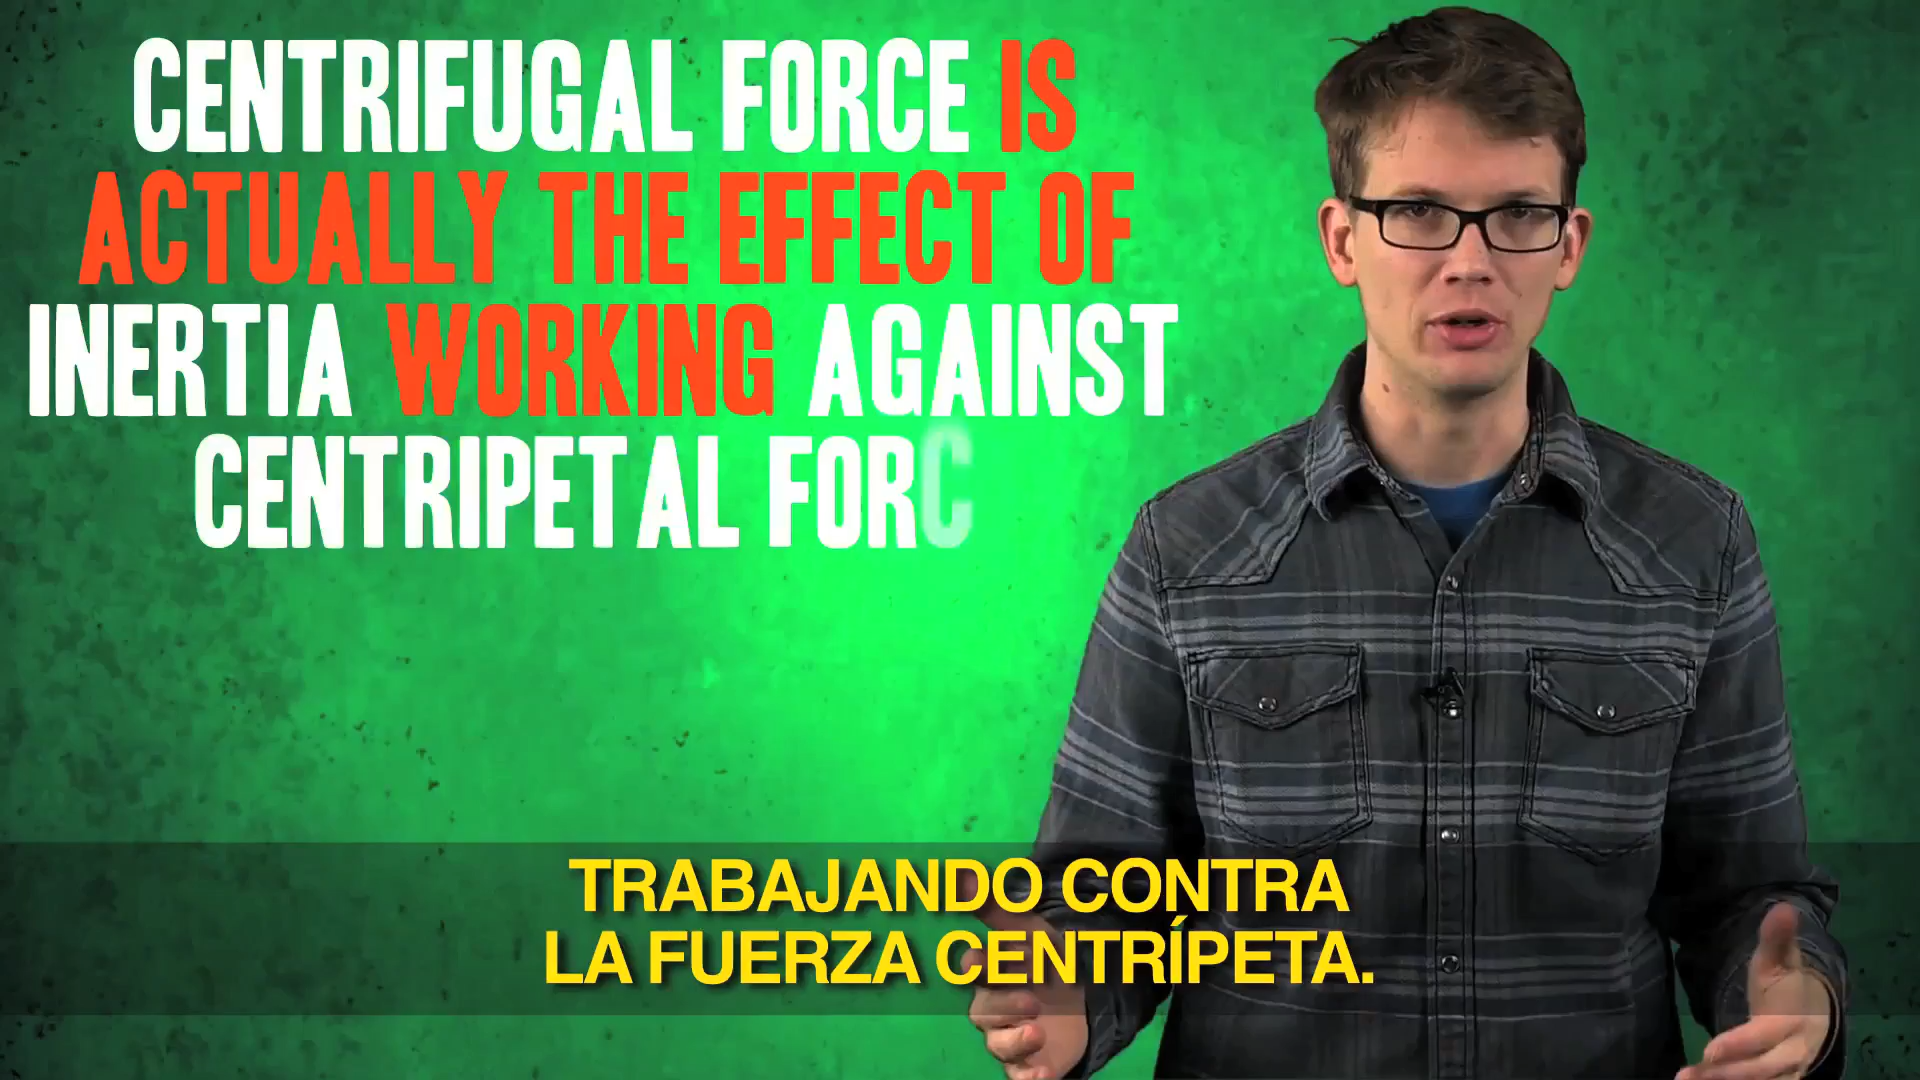 CENTRIFUGAL FORCE IS
ACTUALLY THE EFFECT OF
INERTIA WORKING AGAINST
CENTRIPETAL FORC
TRABAJANDO CONTRA
LA FUERZA CENTRÍPETA.